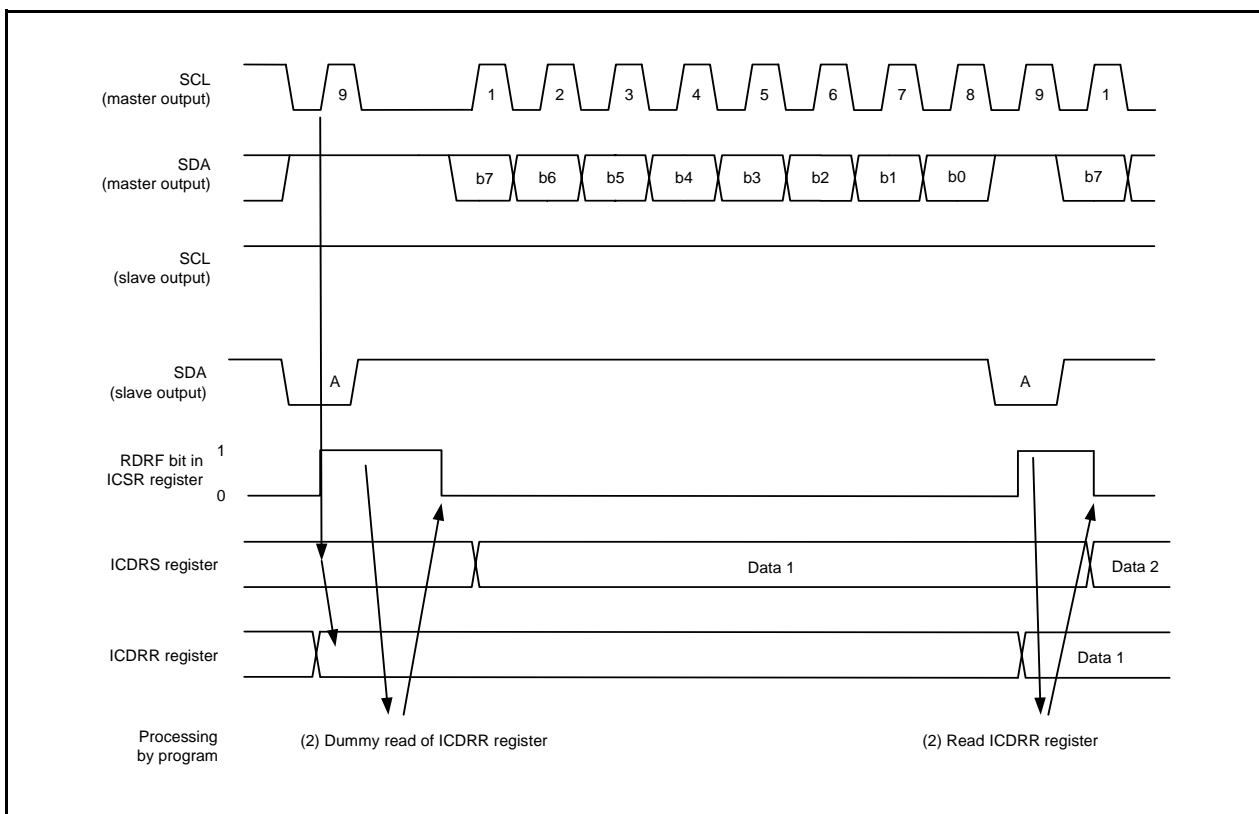 SCL
(master output)
9
1
2
3
4
5
6
7
8
9
1
SDA
(master output)
b7
b6
b5
b4
b3
b2
b1
b0
b7
SCL
(slave output)
SDA
(slave output)
A
A
RDRF bit in
ICSR register
1
0
ICDRS register
Data 1
Data 2
ICDRR register
Data 1
Processing
by program
(2) Dummy read of ICDRR register
(2) Read ICDRR register